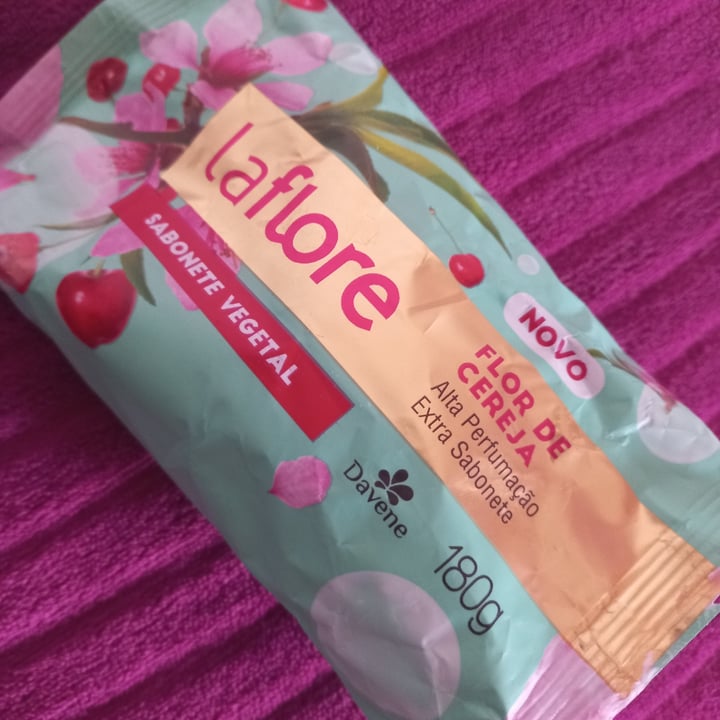 laflore
SABONETE VEGETAL
NOVO
FLOR DE
CEREJA
Alta Perfumação
Extra Sabonete
Davene
180g